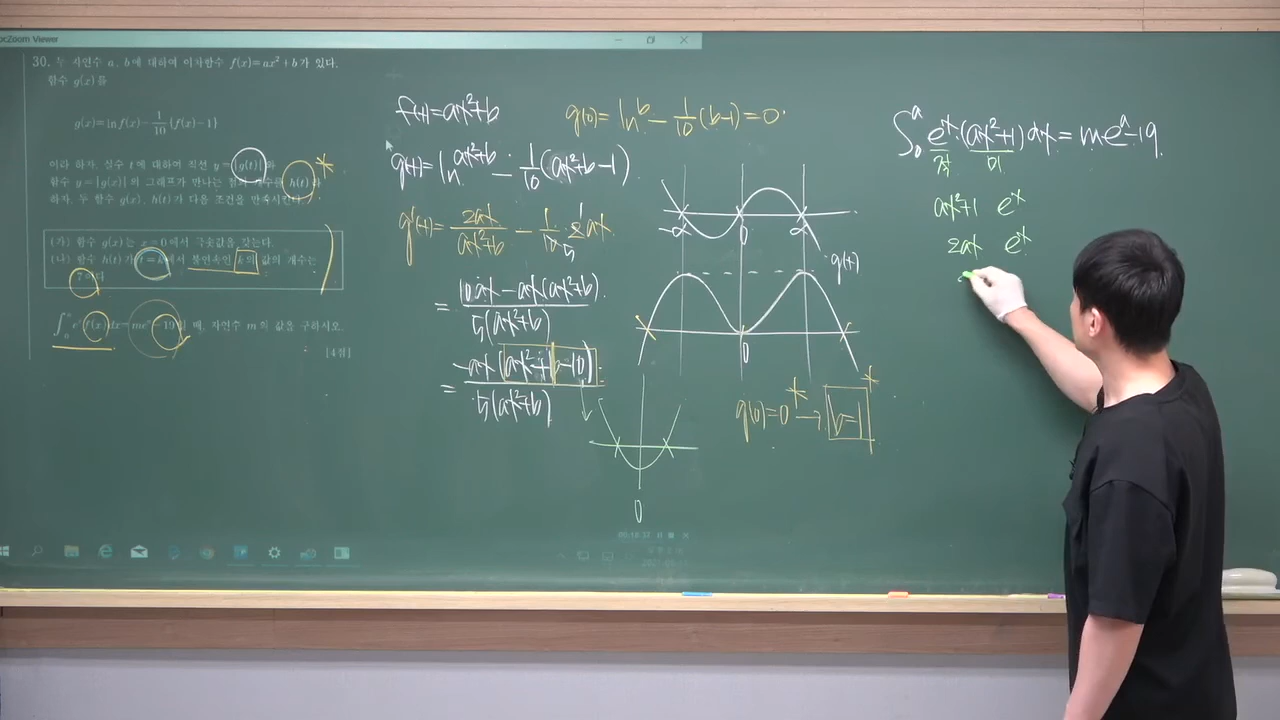 ocZoom Viewer
30. 두 자연수 a, b에 대하여 이차함수 f(x)=ax²+b가 있다.
함수 g(x)를
g(x)=ln f(x)-1/10{f(x)-1}
이라 하자. 실수 t에 대하여 직선 y=|g(t)|와
함수 y=|g(x)|의 그래프가 만나는 점의 개수를 h(t)라
하자. 두 함수 g(x), h(t)가 다음 조건을 만족시킨다.
(가) 함수 g(x)는 x=0에서 극솟값을 갖는다.
(나) 함수 h(t)가 t=k에서 불연속인 k의 값의 개수는
7이다.
∫₀ᵃ eˣf(x)dx=meᵃ-19일 때, 자연수 m의 값을 구하시오.
[4점]
f(x)=ax²+b
g(x)=ln^{ax²+b} - 1/10(ax²+b-1)
g'(x)=2ax/(ax²+b) - 1/10·2ax
1
5
= (10ax-ax(ax²+b))/(5(ax²+b))
= -ax(ax²+b-10)/(5(ax²+b))
0
g(0)=ln^b-1/10(b-1)=0
-α 0 α
g(x)
0
g(0)=0 → b=1
∫₀ᵃ eˣ·(ax²+1)dx=meᵃ-19
적 미
ax²+1 eˣ
2ax eˣ